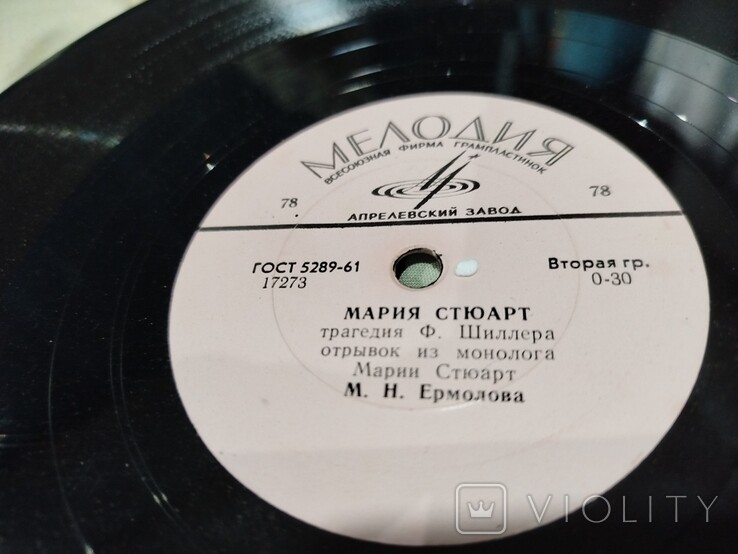 МЕЛОДИЯ
ВСЕСОЮЗНАЯ ФИРМА ГРАМПЛАСТИНОК
78 78
АПРЕЛЕВСКИЙ ЗАВОД
ГОСТ 5289-61 Вторая гр.
17273 0-30
МАРИЯ СТЮАРТ
трагедия Ф. Шиллера
отрывок из монолога
Марии Стюарт
М. Н. Ермолова
VIOLITY